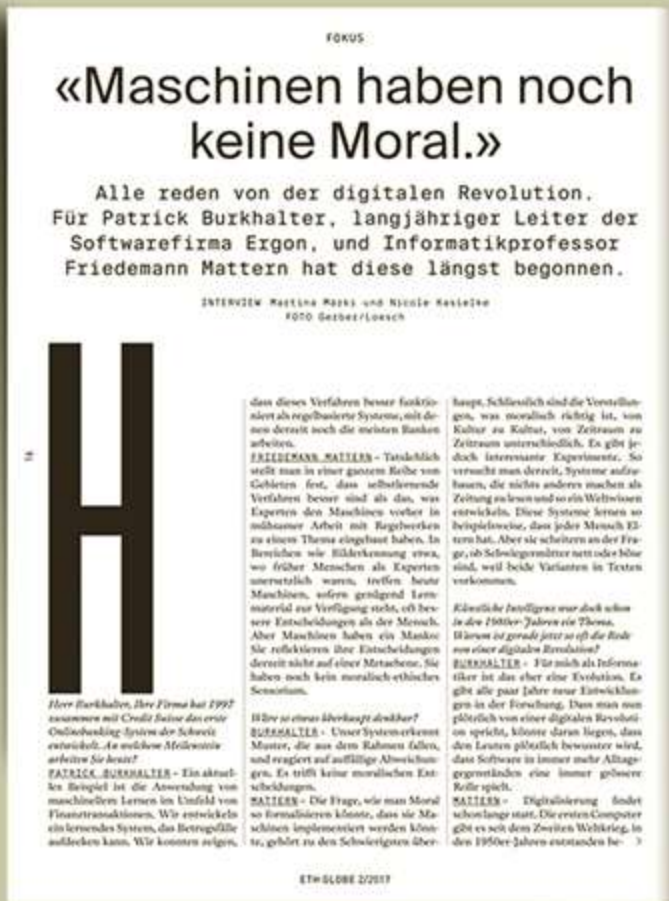 FOKUS
«Maschinen haben noch
keine Moral.»
Alle reden von der digitalen Revolution.
Für Patrick Burkhalter, langjähriger Leiter der
Softwarefirma Ergon, und Informatikprofessor
Friedemann Mattern hat diese längst begonnen.
INTERVIEW Martina Märki und Nicole Kasielke
FOTO Gerber/Loesch
H
Herr Burkhalter, Ihre Firma hat 1997
zusammen mit Credit Suisse das erste
Onlinebanking-System der Schweiz
entwickelt. An welchem Meilenstein
arbeiten Sie heute?
PATRICK BURKHALTER – Ein aktuel-
les Beispiel ist die Anwendung von
maschinellem Lernen im Umfeld von
Finanztransaktionen. Wir entwickeln
ein lernendes System, das Betrugsfälle
aufdecken kann. Wir konnten zeigen,
dass dieses Verfahren besser funktio-
niert als regelbasierte Systeme, mit de-
nen derzeit noch die meisten Banken
arbeiten.
FRIEDEMANN MATTERN – Tatsächlich
stellt man in einer ganzen Reihe von
Gebieten fest, dass selbstlernende
Verfahren besser sind als das, was
Experten den Maschinen vorher in
mühsamer Arbeit mit Regelwerken
zu einem Thema eingebaut haben. In
Bereichen wie Bilderkennung etwa,
wo früher Menschen als Experten
unersetzlich waren, treffen heute
Maschinen, sofern genügend Lern-
material zur Verfügung steht, oft bes-
sere Entscheidungen als der Mensch.
Aber Maschinen haben ein Manko:
Sie reflektieren ihre Entscheidungen
derzeit nicht auf einer Metaebene. Sie
haben noch kein moralisch-ethisches
Sensorium.
Wäre so etwas überhaupt denkbar?
BURKHALTER – Unser System erkennt
Muster, die aus dem Rahmen fallen,
und reagiert auf auffällige Abweichun-
gen. Es trifft keine moralischen Ent-
scheidungen.
MATTERN – Die Frage, wie man Moral
so formalisieren könnte, dass sie Ma-
schinen implementiert werden könn-
te, gehört zu den Schwierigsten über-
haupt. Schliesslich sind die Vorstellun-
gen, was moralisch richtig ist, von
Kultur zu Kultur, von Zeitraum zu
Zeitraum unterschiedlich. Es gibt je-
doch interessante Experimente. So
versucht man derzeit, Systeme aufzu-
bauen, die nichts anderes machen als
Zeitung zu lesen und so ein Weltwissen
entwickeln. Diese Systeme lernen so
beispielsweise, dass jeder Mensch El-
tern hat. Aber sie scheitern an der Fra-
ge, ob Schwiegermütter nett oder böse
sind, weil beide Varianten in Texten
vorkommen.
Künstliche Intelligenz war doch schon
in den 1980er-Jahren ein Thema.
Warum ist gerade jetzt so oft die Rede
von einer digitalen Revolution?
BURKHALTER – Für mich als Informa-
tiker ist das eher eine Evolution. Es
gibt alle paar Jahre neue Entwicklun-
gen in der Forschung. Dass man nun
plötzlich von einer digitalen Revoluti-
on spricht, könnte daran liegen, dass
den Leuten plötzlich bewusster wird,
dass Software in immer mehr Alltags-
gegenständen eine immer grössere
Rolle spielt.
MATTERN – Digitalisierung findet
schon lange statt. Die ersten Computer
gibt es seit dem Zweiten Weltkrieg, in
den 1950er-Jahren entstanden be- >
ETH GLOBE 2/2017